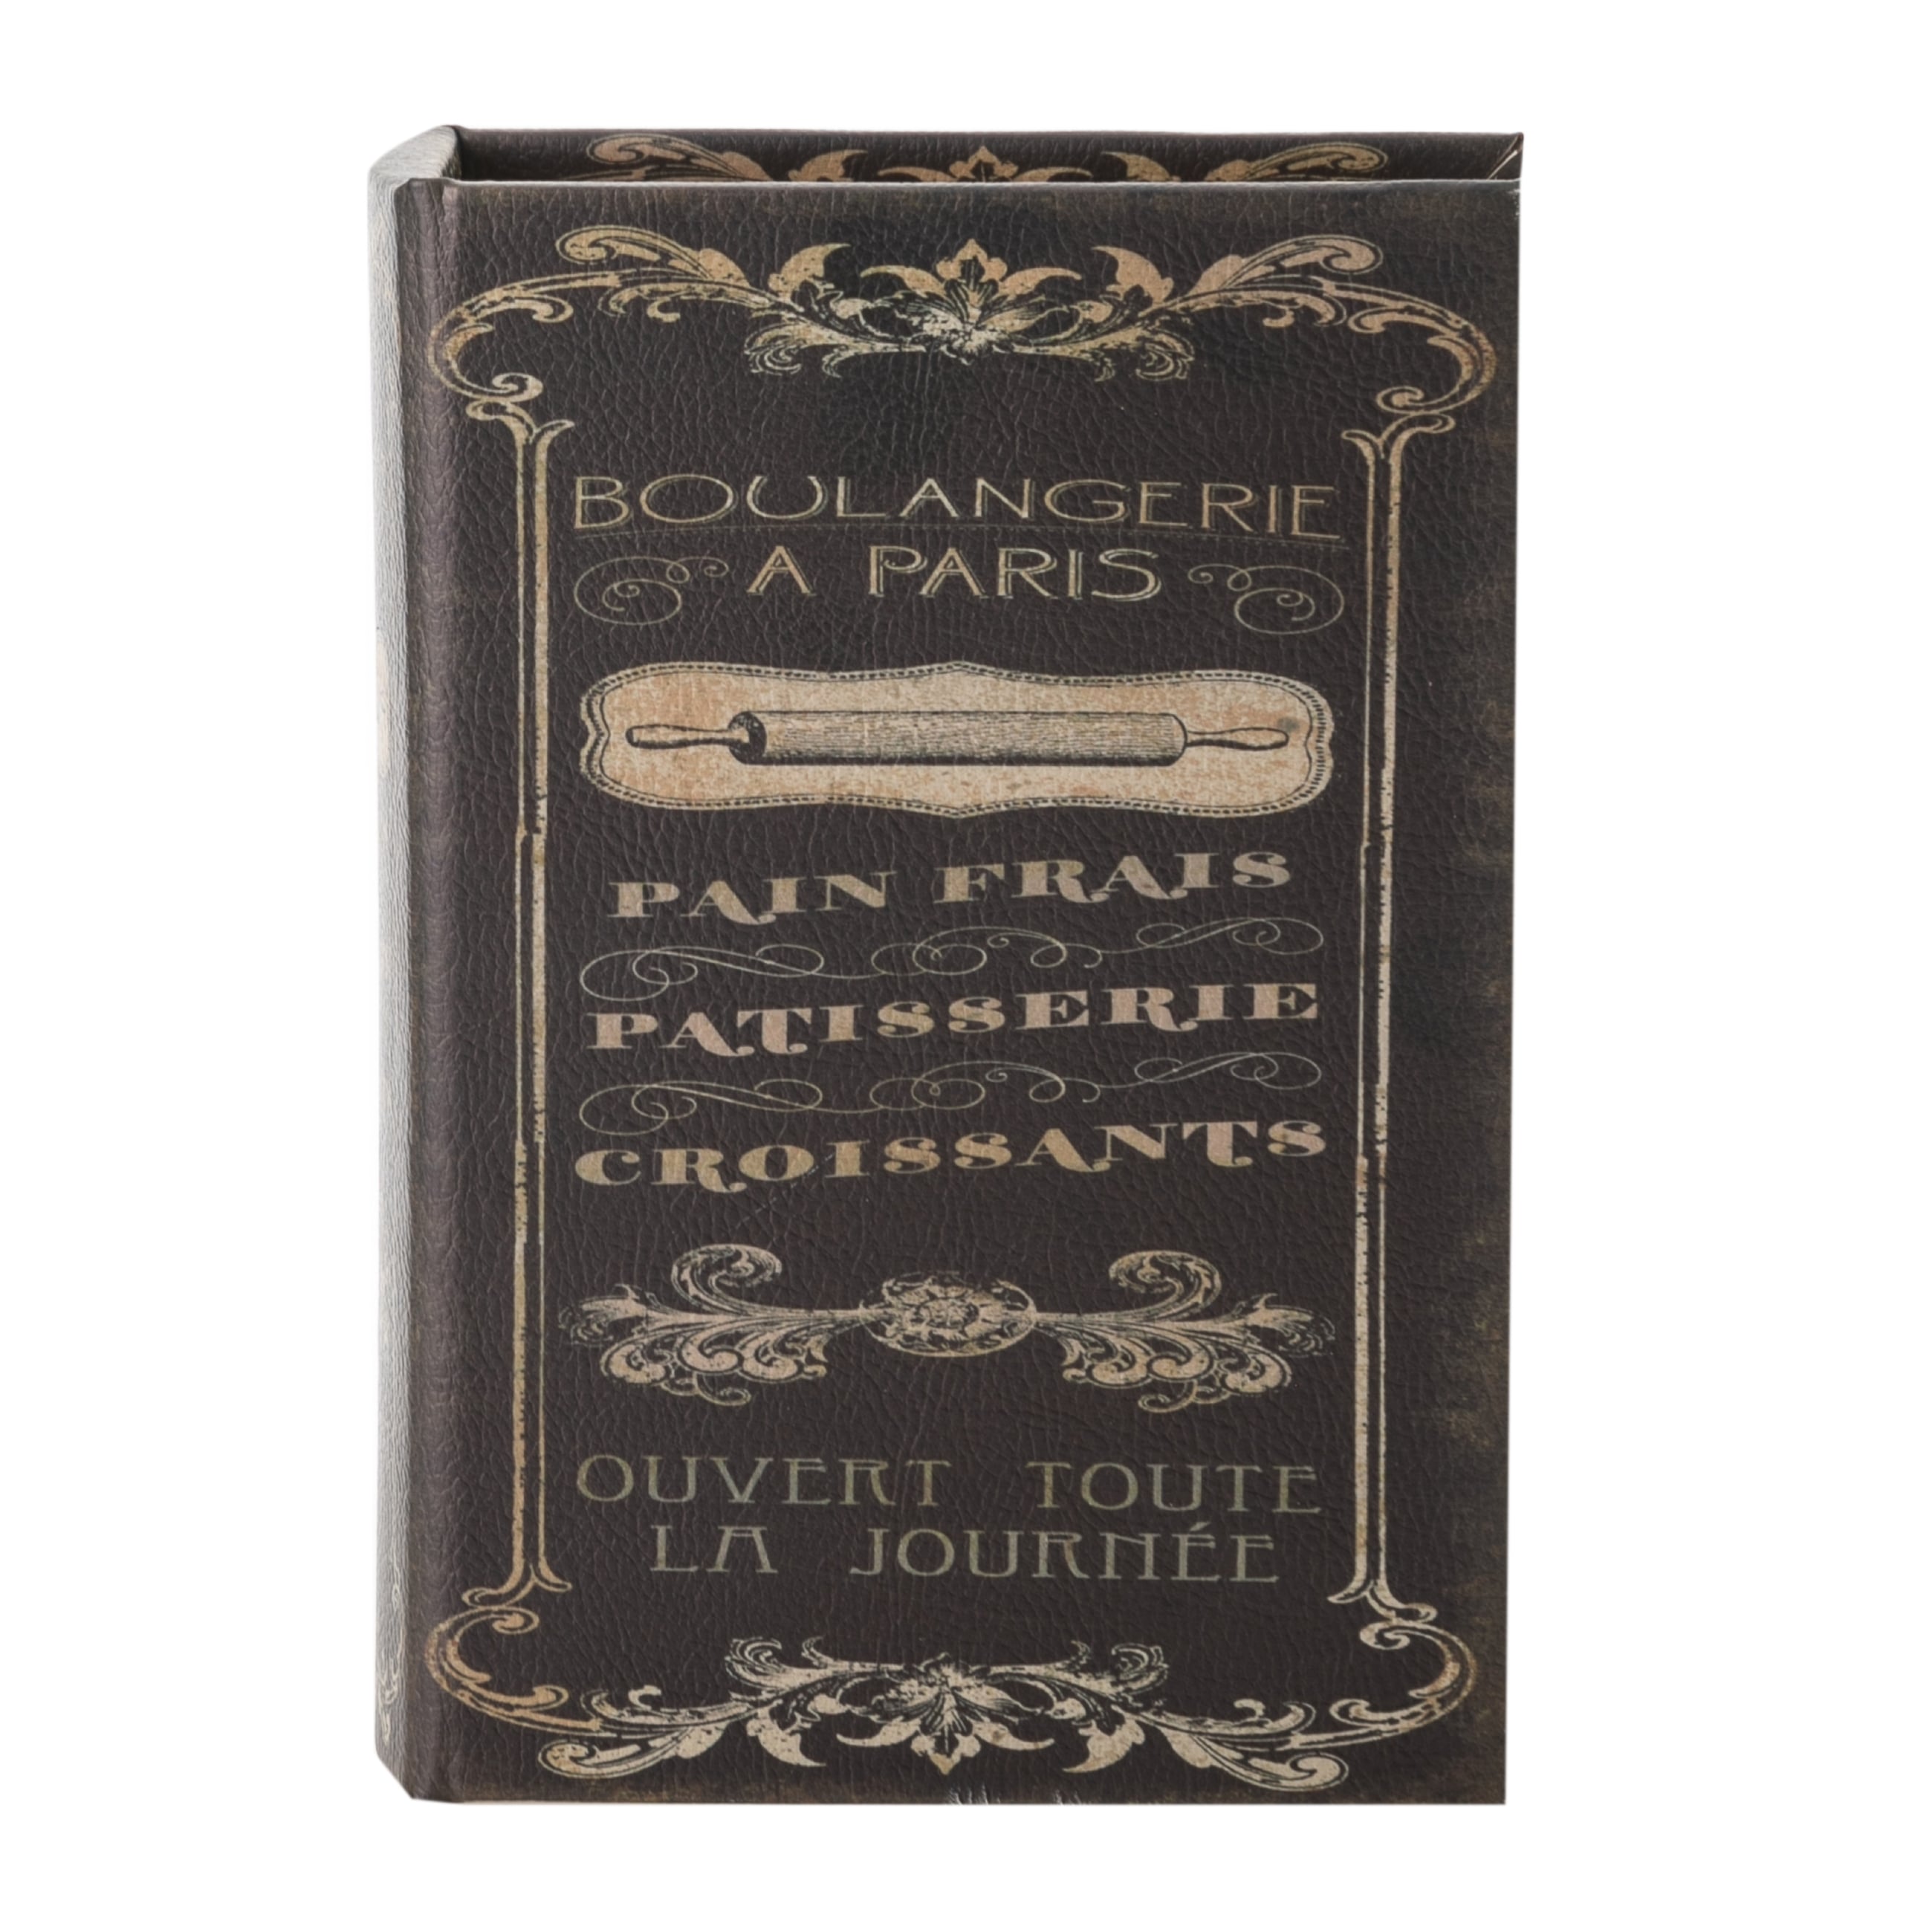 BOULANGERIE
A PARIS
PAIN FRAIS
PATISSERIE
CROISSANTS
OUVERT TOUTE
LA JOURNÉE